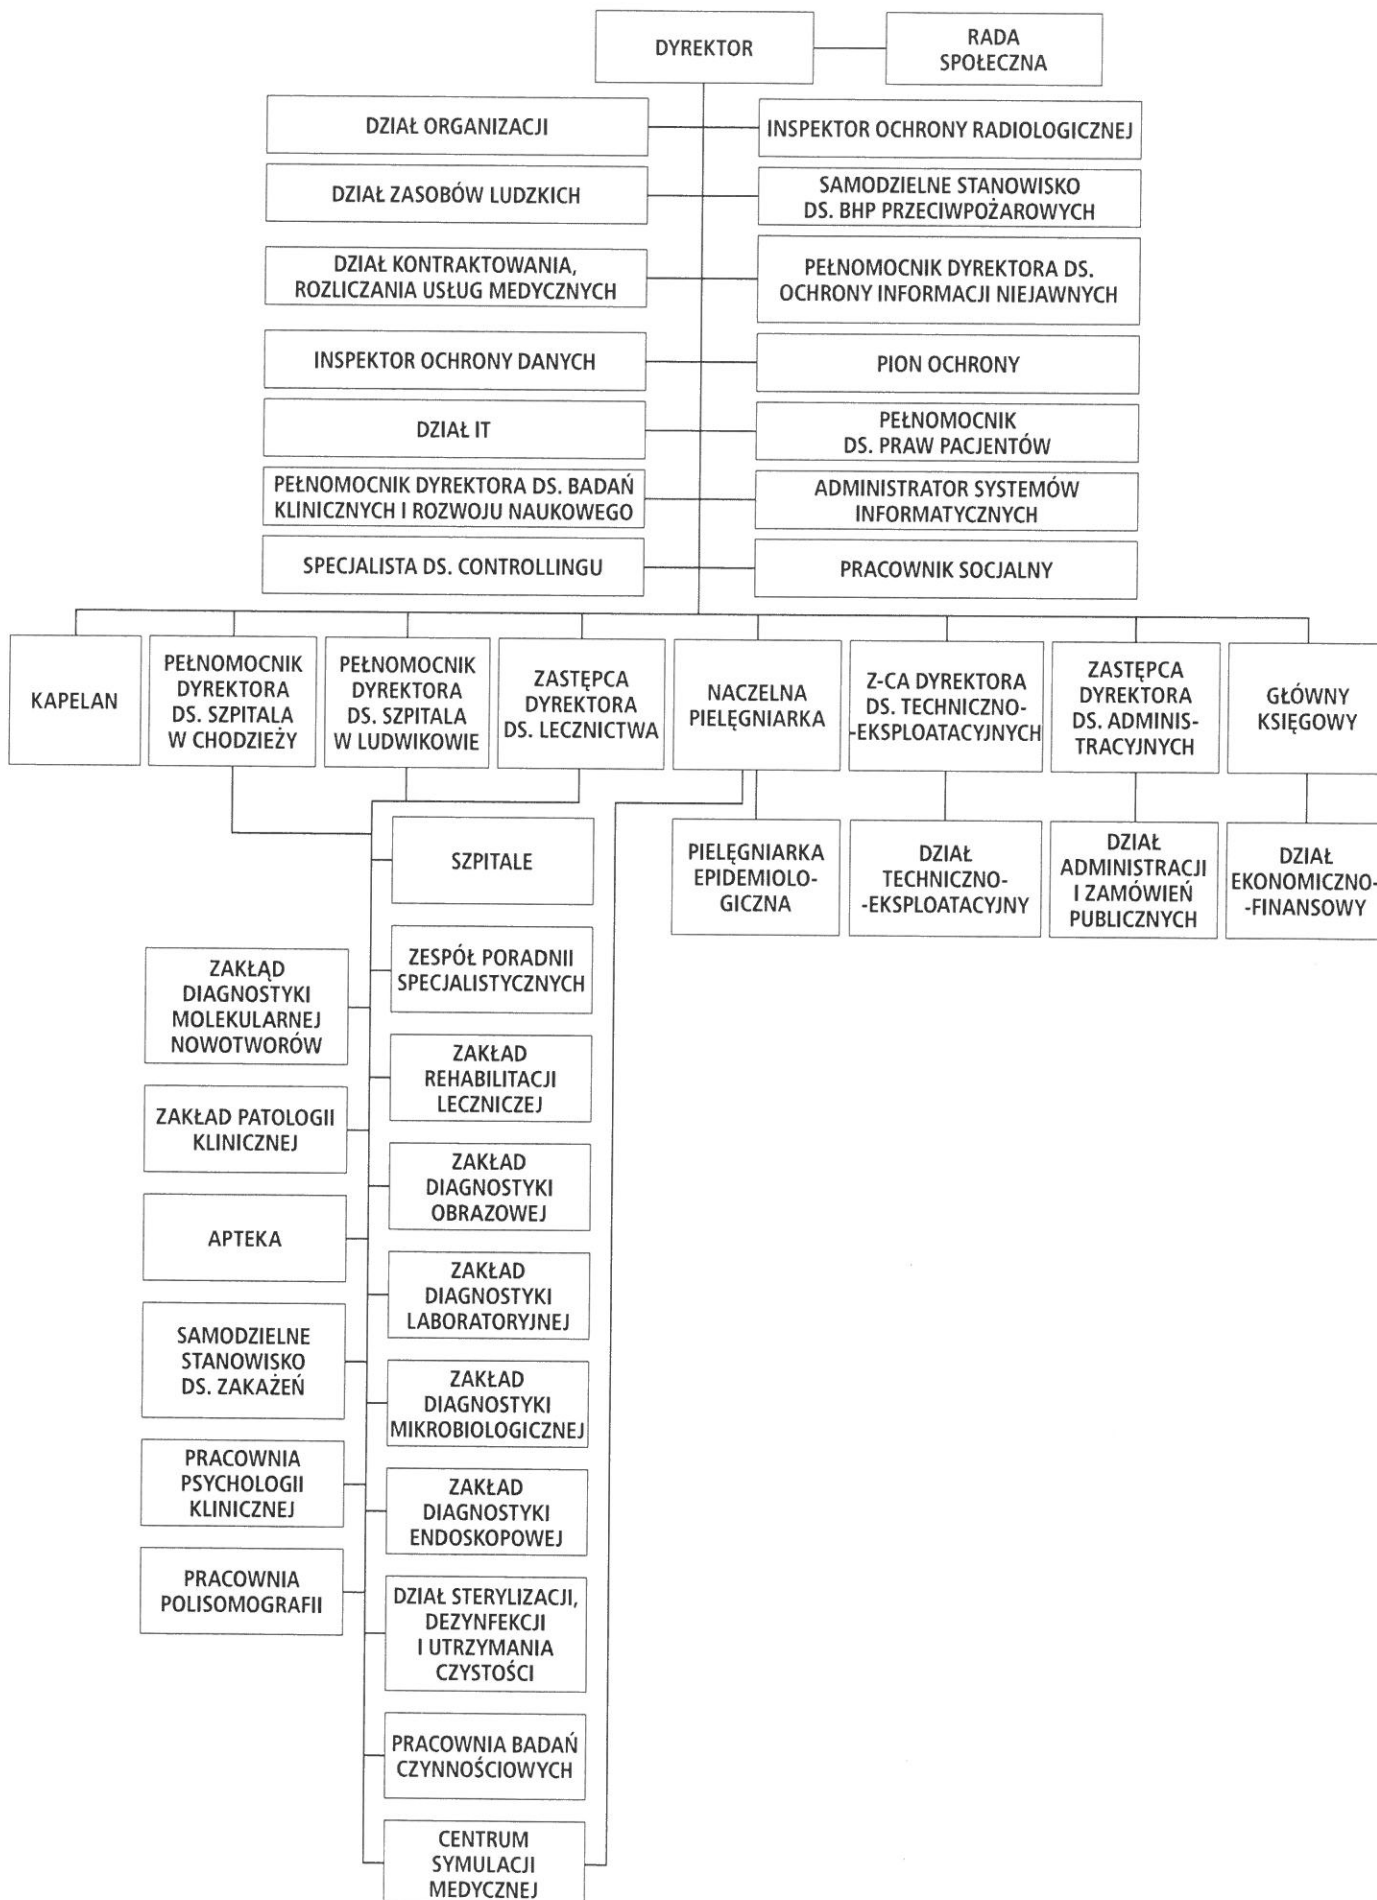 DYREKTOR
RADA
SPOŁECZNA
DZIAŁ ORGANIZACJI
INSPEKTOR OCHRONY RADIOLOGICZNEJ
DZIAŁ ZASOBÓW LUDZKICH
SAMODZIELNE STANOWISKO
DS. BHP PRZECIWPOŻAROWYCH
DZIAŁ KONTRAKTOWANIA,
ROZLICZANIA USŁUG MEDYCZNYCH
PEŁNOMOCNIK DYREKTORA DS.
OCHRONY INFORMACJI NIEJAWNYCH
INSPEKTOR OCHRONY DANYCH
PION OCHRONY
DZIAŁ IT
PEŁNOMOCNIK
DS. PRAW PACJENTÓW
PEŁNOMOCNIK DYREKTORA DS. BADAŃ
KLINICZNYCH I ROZWOJU NAUKOWEGO
ADMINISTRATOR SYSTEMÓW
INFORMATYCZNYCH
SPECJALISTA DS. CONTROLLINGU
PRACOWNIK SOCJALNY
KAPELAN
PEŁNOMOCNIK
DYREKTORA
DS. SZPITALA
W CHODZIEŻY
PEŁNOMOCNIK
DYREKTORA
DS. SZPITALA
W LUDWIKOWIE
ZASTĘPCA
DYREKTORA
DS. LECZNICTWA
NACZELNA
PIELĘGNIARKA
Z-CA DYREKTORA
DS. TECHNICZNO-
-EKSPLOATACYJNYCH
ZASTĘPCA
DYREKTORA
DS. ADMINIS-
TRACYJNYCH
GŁÓWNY
KSIĘGOWY
SZPITALE
PIELĘGNIARKA
EPIDEMIOLO-
GICZNA
DZIAŁ
TECHNICZNO-
-EKSPLOATACYJNY
DZIAŁ
ADMINISTRACJI
I ZAMÓWIEŃ
PUBLICZNYCH
DZIAŁ
EKONOMICZNO-
-FINANSOWY
ZAKŁĄD
DIAGNOSTYKI
MOLEKULARNEJ
NOWOTWORÓW
ZESPÓŁ PORADNII
SPECJALISTYCZNYCH
ZAKŁAD
REHABILITACJI
LECZNICZEJ
ZAKŁAD PATOLOGII
KLINICZNEJ
ZAKŁAD
DIAGNOSTYKI
OBRAZOWEJ
APTEKA
ZAKŁAD
DIAGNOSTYKI
LABORATORYJNEJ
SAMODZIELNE
STANOWISKO
DS. ZAKAŻEŃ
ZAKŁAD
DIAGNOSTYKI
MIKROBIOLOGICZNEJ
PRACOWNIA
PSYCHOLOGII
KLINICZNEJ
ZAKŁAD
DIAGNOSTYKI
ENDOSKOPOWEJ
PRACOWNIA
POLISOMOGRAFII
DZIAŁ STERYLIZACJI,
DEZYNFEKCJI
I UTRZYMANIA
CZYSTOŚCI
PRACOWNIA BADAŃ
CZYNNOŚCIOWYCH
CENTRUM
SYMULACJI
MEDYCZNEJ